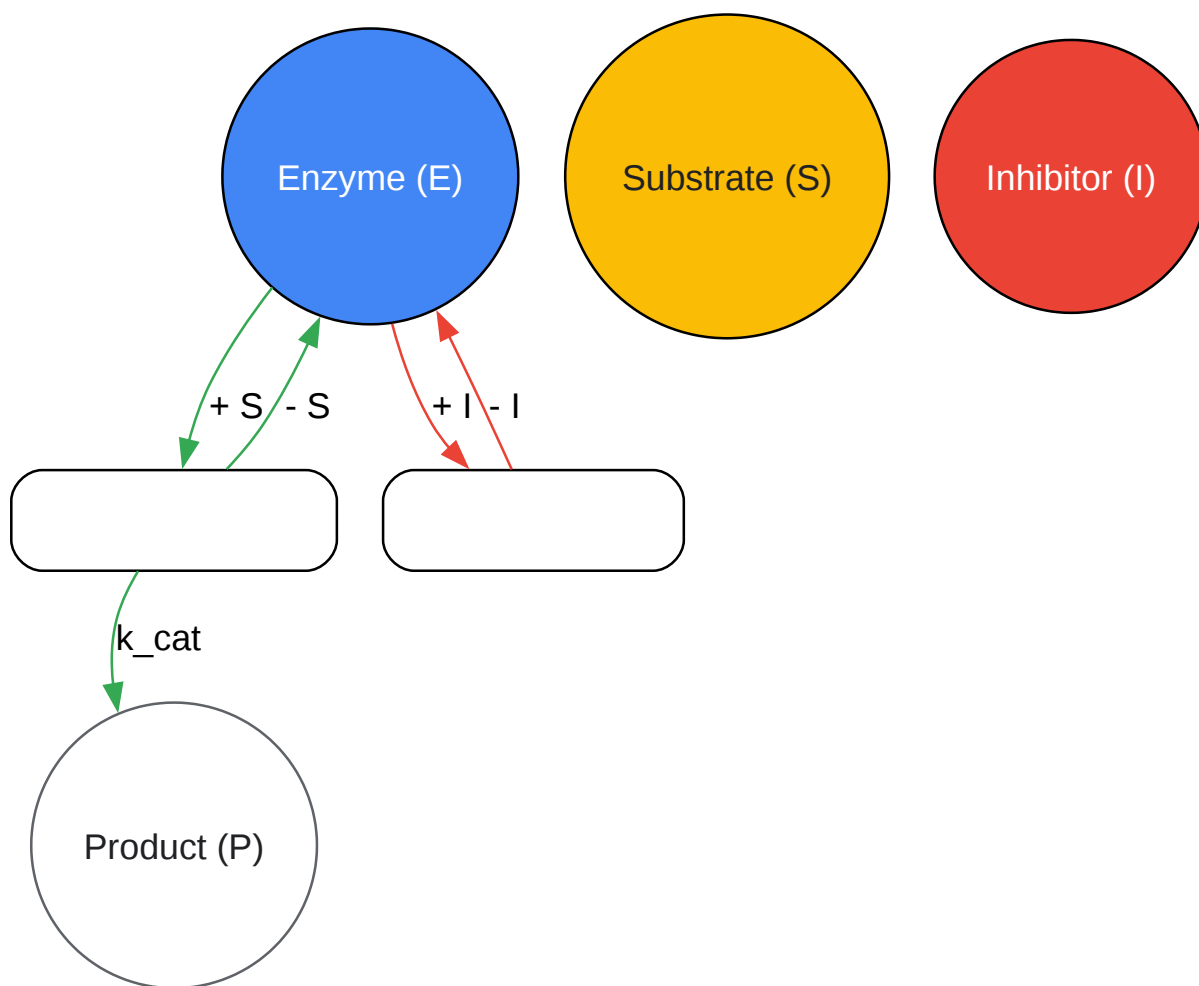 Enzyme (E)
Substrate (S)
Inhibitor (I)
+ S
- S
+ I
- I
k_cat
Product (P)